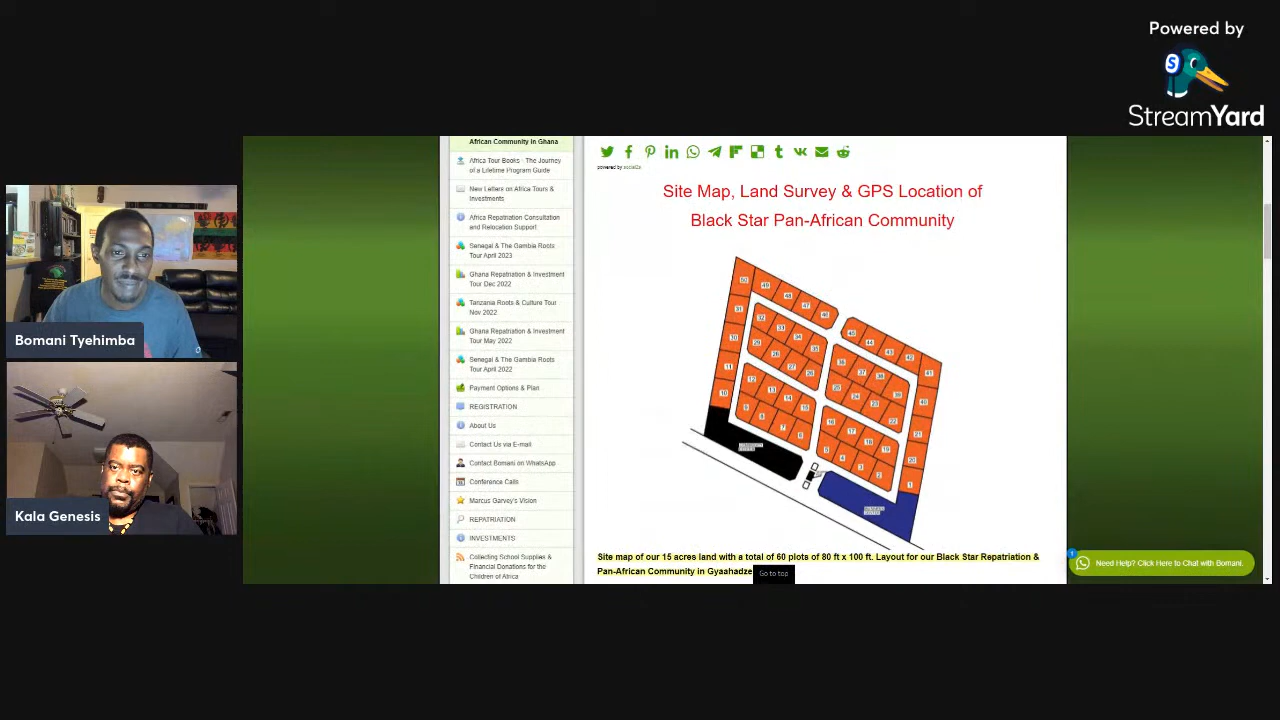 Powered by
StreamYard
African Community in Ghana
Africa Tour Books - The Journey
of a Lifetime Program Guide
New Letters on Africa Tours &
Investments
Africa Repatriation Consultation
and Relocation Support
Senegal & The Gambia Roots
Tour April 2023
Ghana Repatriation & Investment
Tour Dec 2022
Tanzania Roots & Culture Tour
Nov 2022
Ghana Repatriation & Investment
Tour May 2022
Senegal & The Gambia Roots
Tour April 2022
Payment Options & Plan
REGISTRATION
About Us
Contact Us via E-mail
Contact Bomani on WhatsApp
Conference Calls
Marcus Garvey's Vision
REPATRIATION
INVESTMENTS
Collecting School Supplies &
Financial Donations for the
Children of Africa
powered by
Site Map, Land Survey & GPS Location of
Black Star Pan-African Community
Site map of our 15 acres land with a total of 60 plots of 80 ft x 100 ft. Layout for our Black Star Repatriation &
Pan-African Community in Gyaahadze
Go to top
1
Need Help? Click Here to Chat with Bomani.
Bomani Tyehimba
Kala Genesis